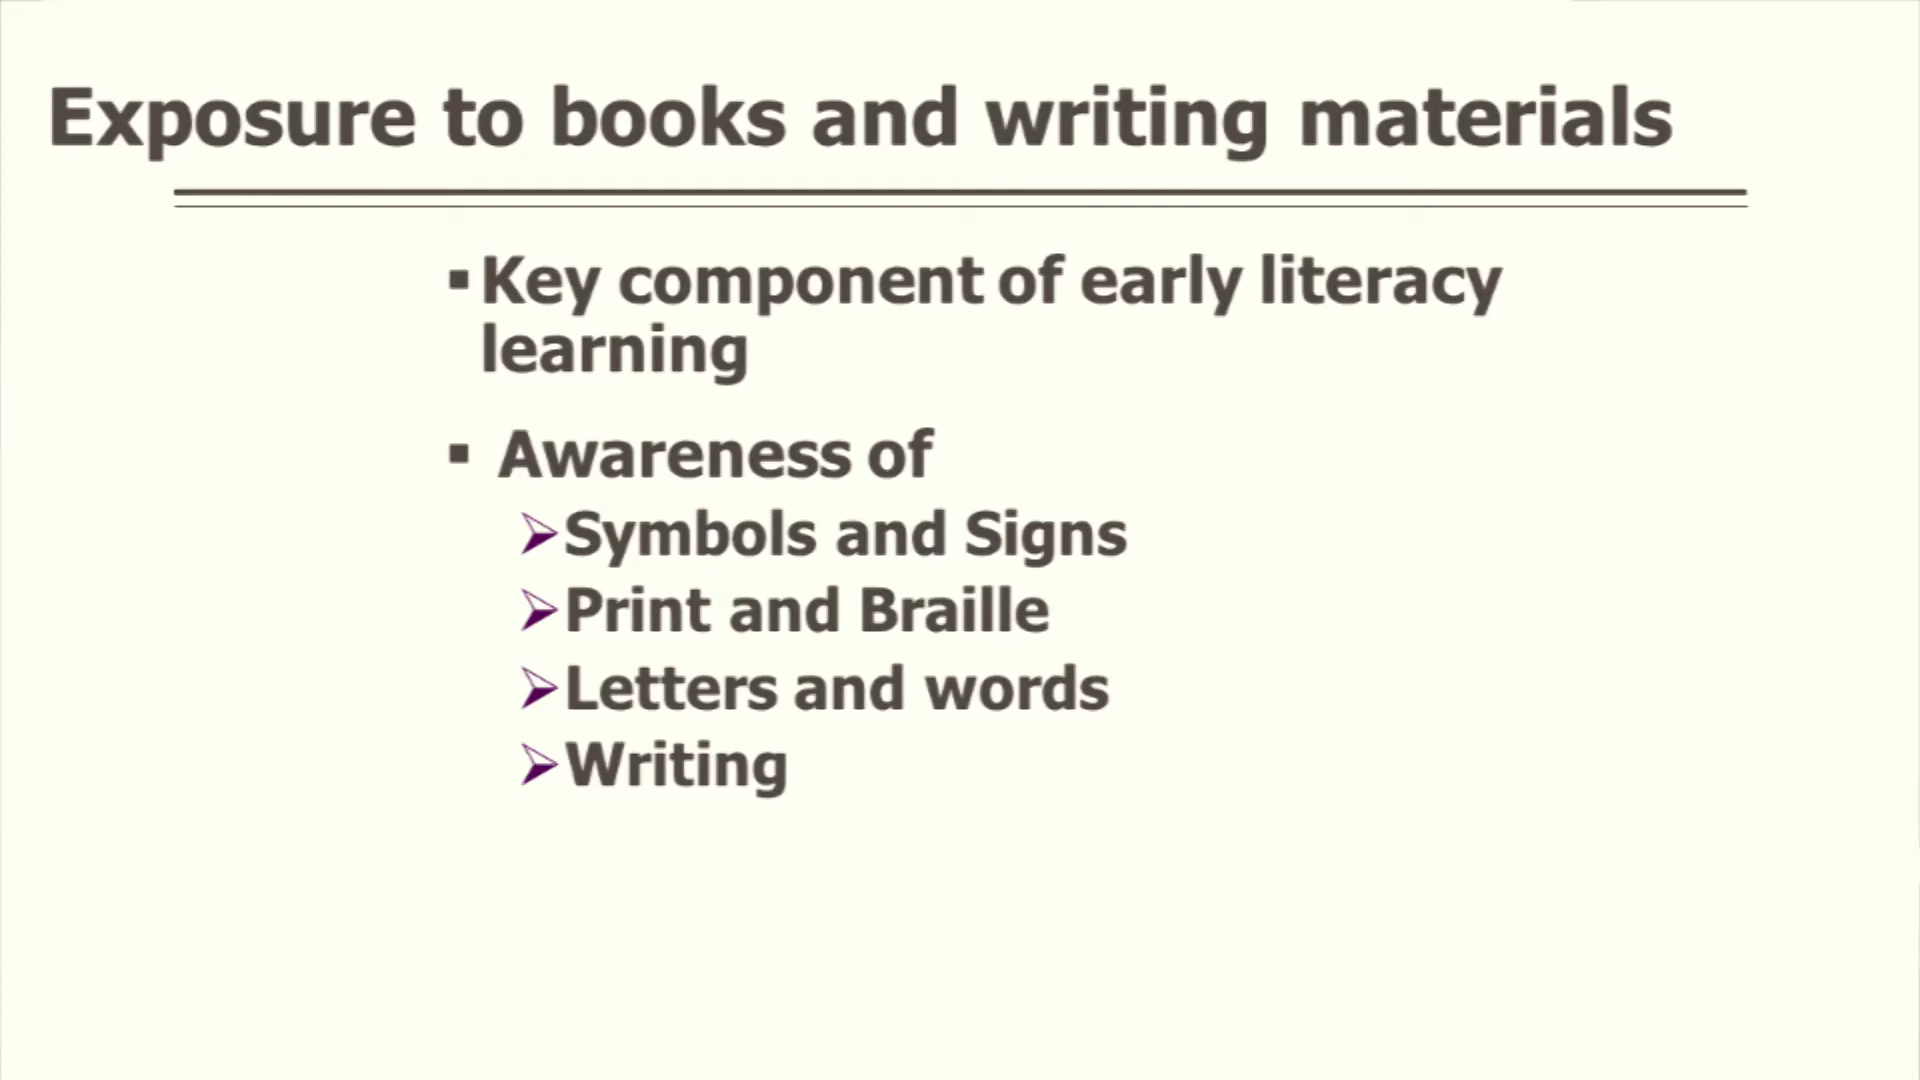 Exposure to books and writing materials
▪Key component of early literacy
learning
▪ Awareness of
➢Symbols and Signs
➢Print and Braille
➢Letters and words
➢Writing